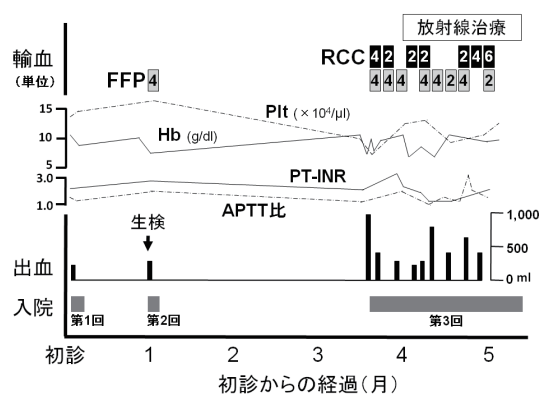 放射線治療
輸血
(単位)
RCC 4 2 2 2 2 4 6
FFP 4 4 4 4 4 4 2 4 2
15
10
5
Plt (×10⁴/μl)
Hb (g/dl)
3.0
1.0
PT-INR
APTT比
生検
出血
1,000
500
0 ml
入院
第1回
第2回
第3回
初診 1 2 3 4 5
初診からの経過(月)